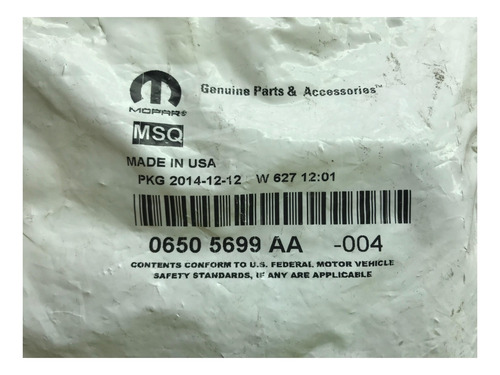 Genuine Parts & Accessories™
MOPAR®
MSQ
MADE IN USA
PKG 2014-12-12 W 627 12:01
0650 5699 AA -004
CONTENTS CONFORM TO U.S. FEDERAL MOTOR VEHICLE
SAFETY STANDARDS, IF ANY ARE APPLICABLE